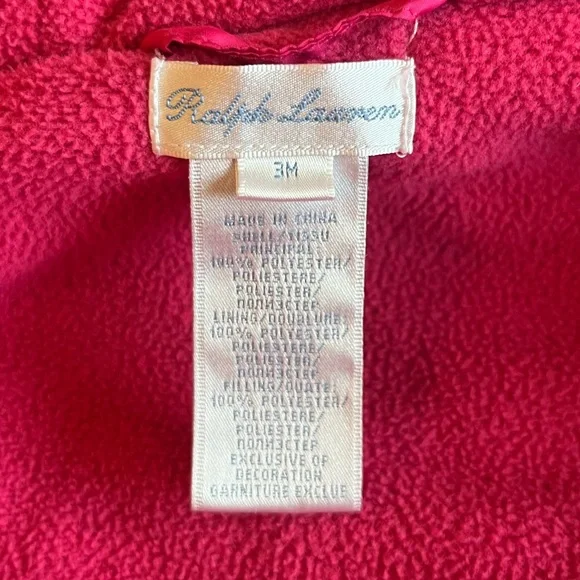 Ralph Lauren
3M
MADE IN CHINA
SHELL/TISSU
PRINCIPAL:
100% POLYESTER/
POLIESTERE/
POLIESTER/
ПОЛИЭСТЕР
LINING/DOUBLURE:
100% POLYESTER/
POLIESTERE/
POLIESTER/
ПОЛИЭСТЕР
FILLING/OUATE:
100% POLYESTER/
POLIESTERE/
POLIESTER/
ПОЛИЭСТЕР
EXCLUSIVE OF
DECORATION
GARNITURE EXCLUE